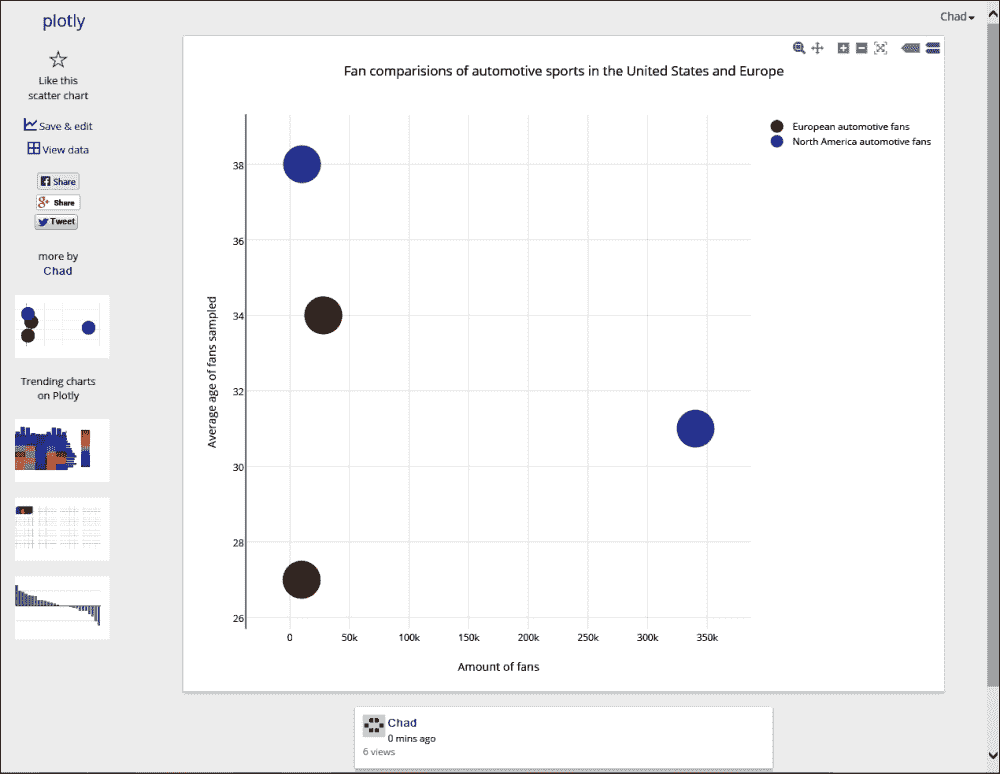 plotly
Chad
Like this
scatter chart
Save & edit
View data
Share
Share
Tweet
more by
Chad
Trending charts
on Plotly
Fan comparisions of automotive sports in the United States and Europe
European automotive fans
North America automotive fans
Average age of fans sampled
38
36
34
32
30
28
26
0
50k
100k
150k
200k
250k
300k
350k
Amount of fans
Chad
0 mins ago
6 views